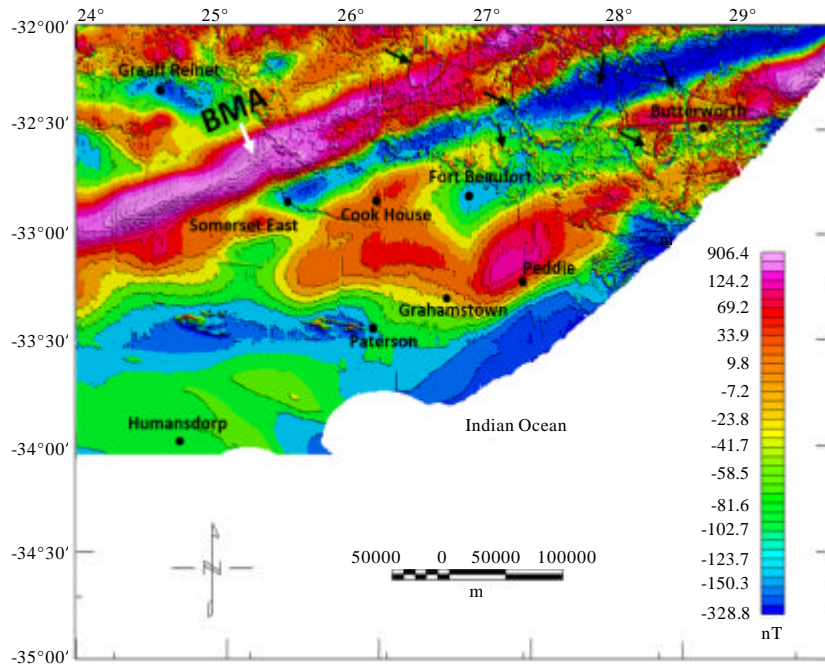 24° 25° 26° 27° 28° 29°
-32°00'
Graaff Reinet
BMA
Butterworth
-32°50'
Fort Beaufort
Somerset East
Cook House
-33°00'
m
906.4
Peddie
124.2
Grahamstown
69.2
-33°50'
Paterson
33.9
9.8
-7.2
Humansdorp
Indian Ocean
-23.8
-34°00'
-41.7
-58.5
-81.6
-102.7
-34°50'
50000 0 50000 100000
-123.7
m
-150.3
-328.8
nT
-35°00'